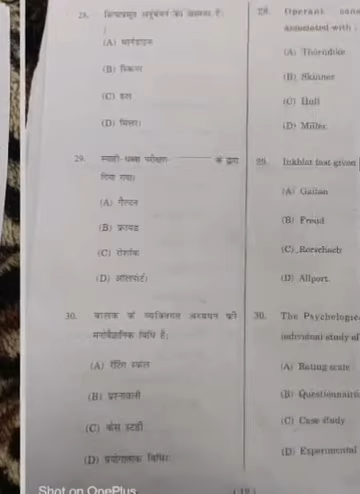 28. क्रियाप्रसूत अनुबंधन का सम्बन्ध है:
(A) थार्नडाइक
(B) स्किनर
(C) हल
(D) मिलर।
29. स्याही-धब्बा परीक्षण के द्वारा
दिया गया।
(A) गैल्टन
(B) फ्रायड
(C) रोर्शाक
(D) आलपोर्ट।
30. बालक के व्यक्तिगत अध्ययन की
मनोवैज्ञानिक विधि है:
(A) रेटिंग स्केल
(B) प्रश्नावली
(C) केस स्टडी
(D) प्रयोगात्मक विधि।
28. Operant
associated with :
(A) Thorndike
(B) Skinner
(C) Hull
(D) Miller.
29. Inkblot test given
(A) Galtan
(B) Freud
(C) Rorschach
(D) Allport.
30. The Psychologic
individual study of
(A) Rating scale
(B) Questionnaire
(C) Case study
(D) Experimental
Shot on OnePlus